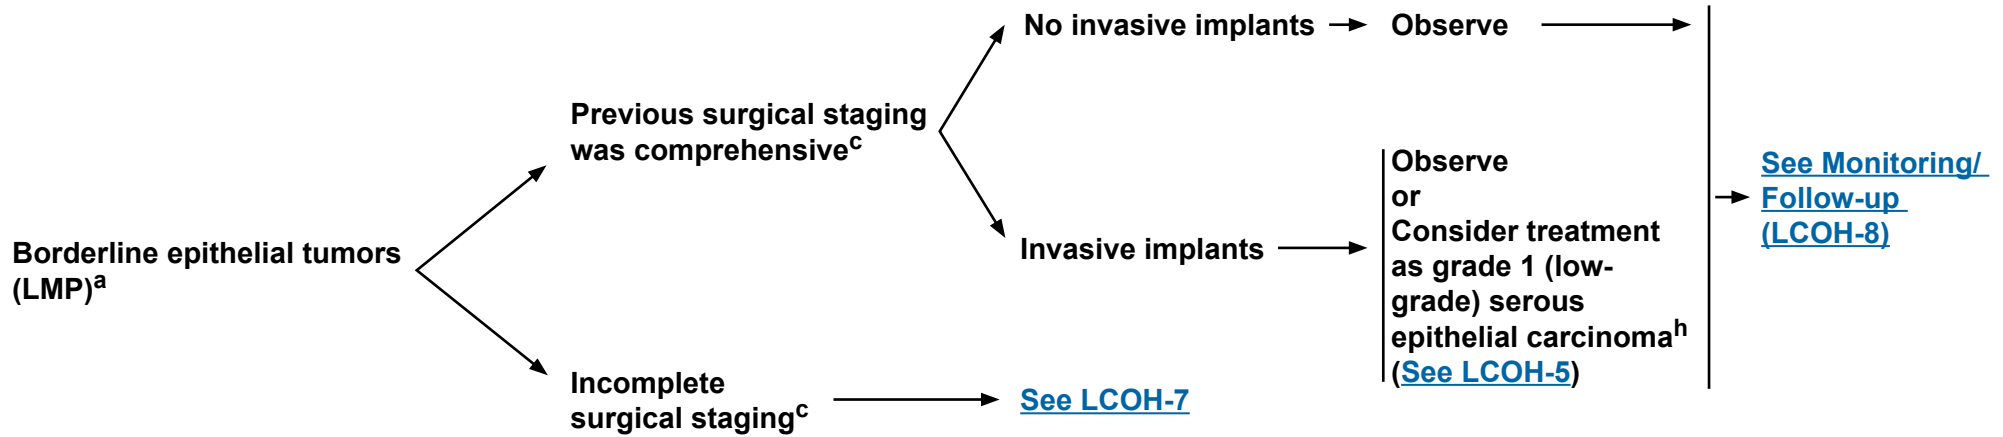 No invasive implants
Observe
Previous surgical staging
was comprehensiveᶜ
Observe
or
Consider treatment
as grade 1 (low-
grade) serous
epithelial carcinomaʰ
(See LCOH-5)
See Monitoring/
Follow-up
(LCOH-8)
Borderline epithelial tumors
(LMP)ᵃ
Invasive implants
Incomplete
surgical stagingᶜ
See LCOH-7